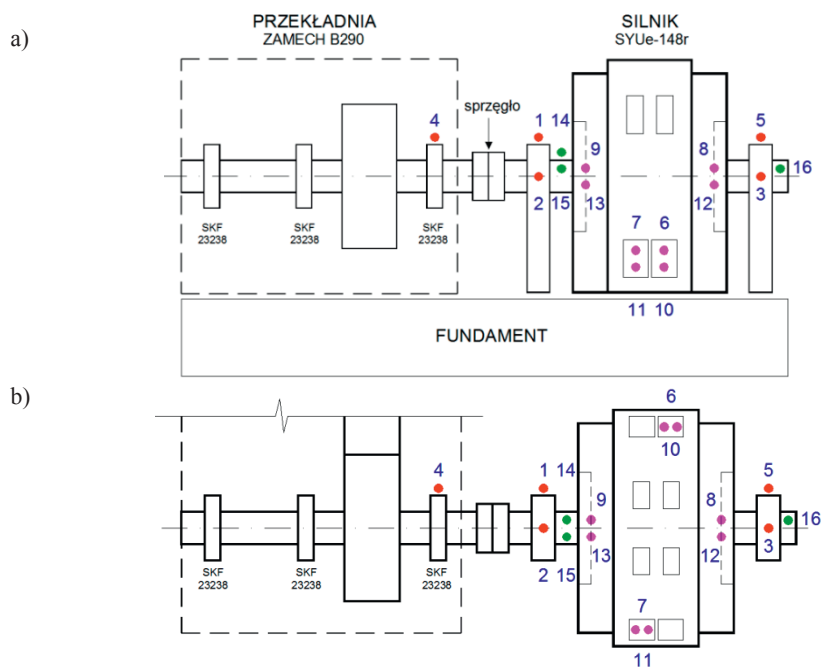 a)
PRZEKŁADNIA
ZAMECH B290
SILNIK
SYUe-148r
sprzęgło
4
1 14
5
9
8
16
2 15
13
12
3
7 6
SKF
23238
SKF
23238
SKF
23238
11 10
FUNDAMENT
b)
6
10
4
1 14
5
9
8
16
13
12
3
2 15
SKF
23238
SKF
23238
SKF
23238
7
11